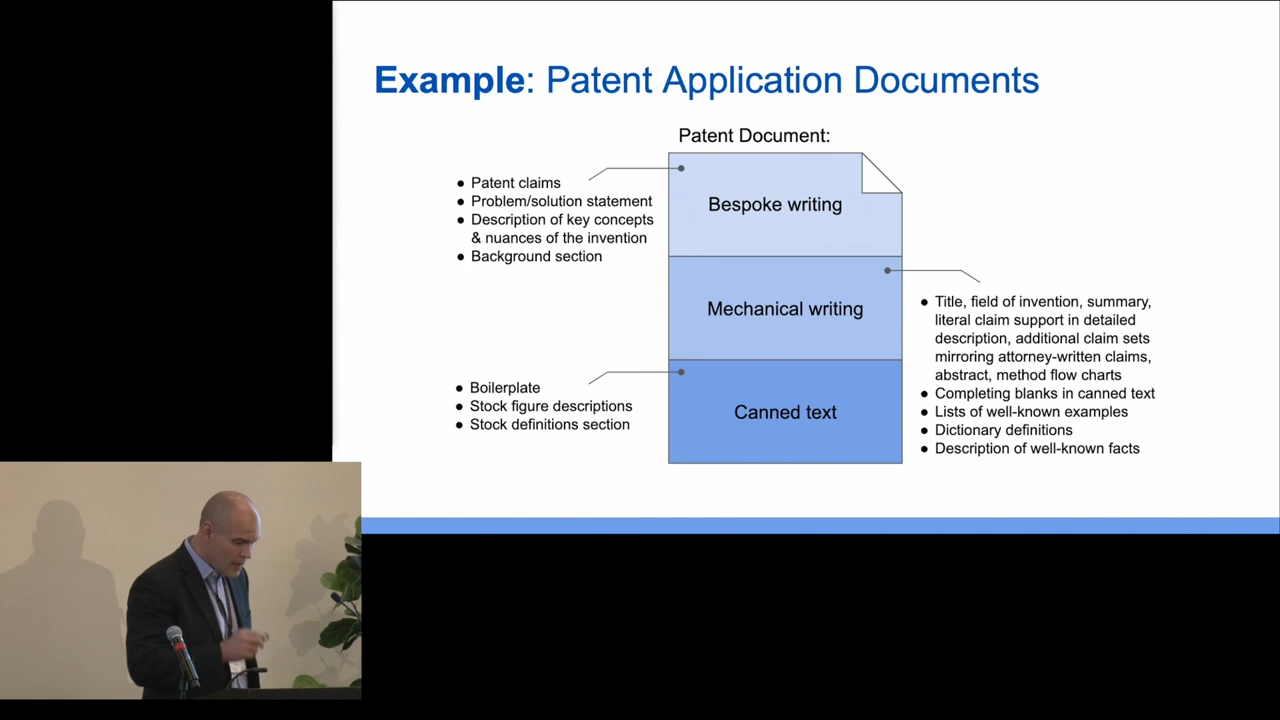 Example: Patent Application Documents
Patent Document:
● Patent claims
● Problem/solution statement
● Description of key concepts
& nuances of the invention
● Background section
Bespoke writing
Mechanical writing
● Title, field of invention, summary,
literal claim support in detailed
description, additional claim sets
mirroring attorney-written claims,
abstract, method flow charts
● Completing blanks in canned text
● Lists of well-known examples
● Dictionary definitions
● Description of well-known facts
● Boilerplate
● Stock figure descriptions
● Stock definitions section
Canned text